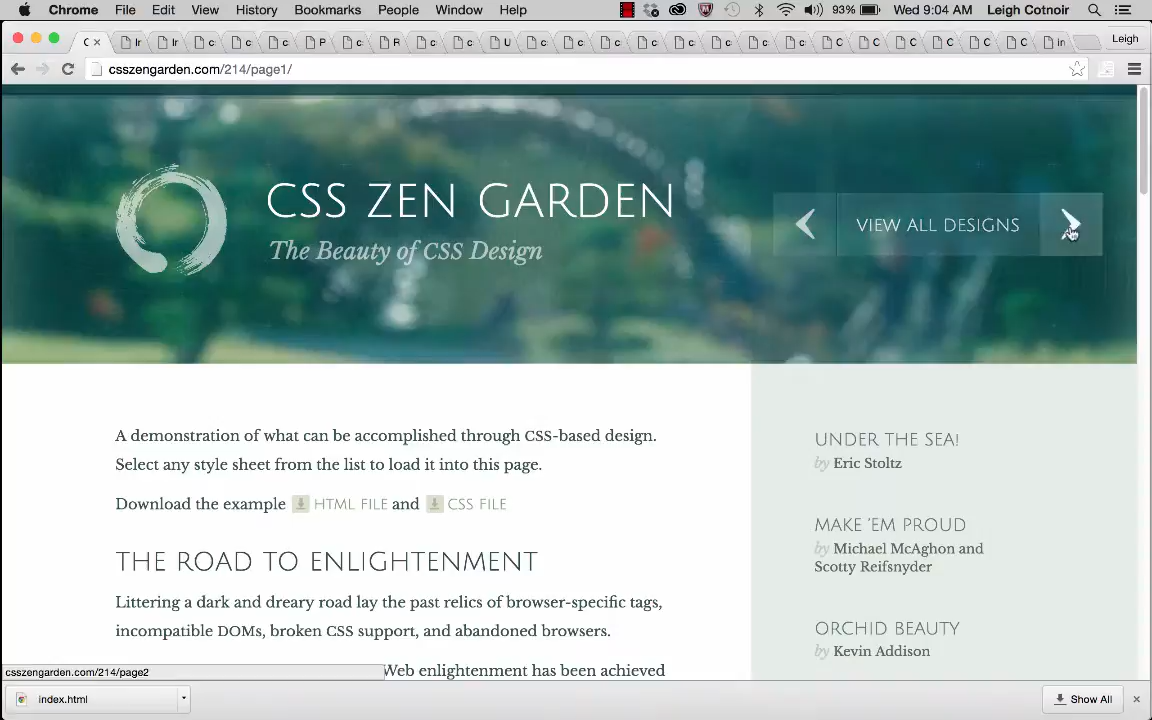 Chrome File Edit View History Bookmarks People Window Help 93% Wed 9:04 AM Leigh Cotnoir
C Ir Ir c c c P c R c c U c c c c c c c c C C C C C C in Leigh
csszengarden.com/214/page1/
CSS ZEN GARDEN
The Beauty of CSS Design
VIEW ALL DESIGNS
A demonstration of what can be accomplished through CSS-based design.
Select any style sheet from the list to load it into this page.
Download the example HTML FILE and CSS FILE
THE ROAD TO ENLIGHTENMENT
Littering a dark and dreary road lay the past relics of browser-specific tags,
incompatible DOMs, broken CSS support, and abandoned browsers.
Web enlightenment has been achieved
UNDER THE SEA!
by Eric Stoltz
MAKE 'EM PROUD
by Michael McAghon and
Scotty Reifsnyder
ORCHID BEAUTY
by Kevin Addison
csszengarden.com/214/page2
index.html
Show All